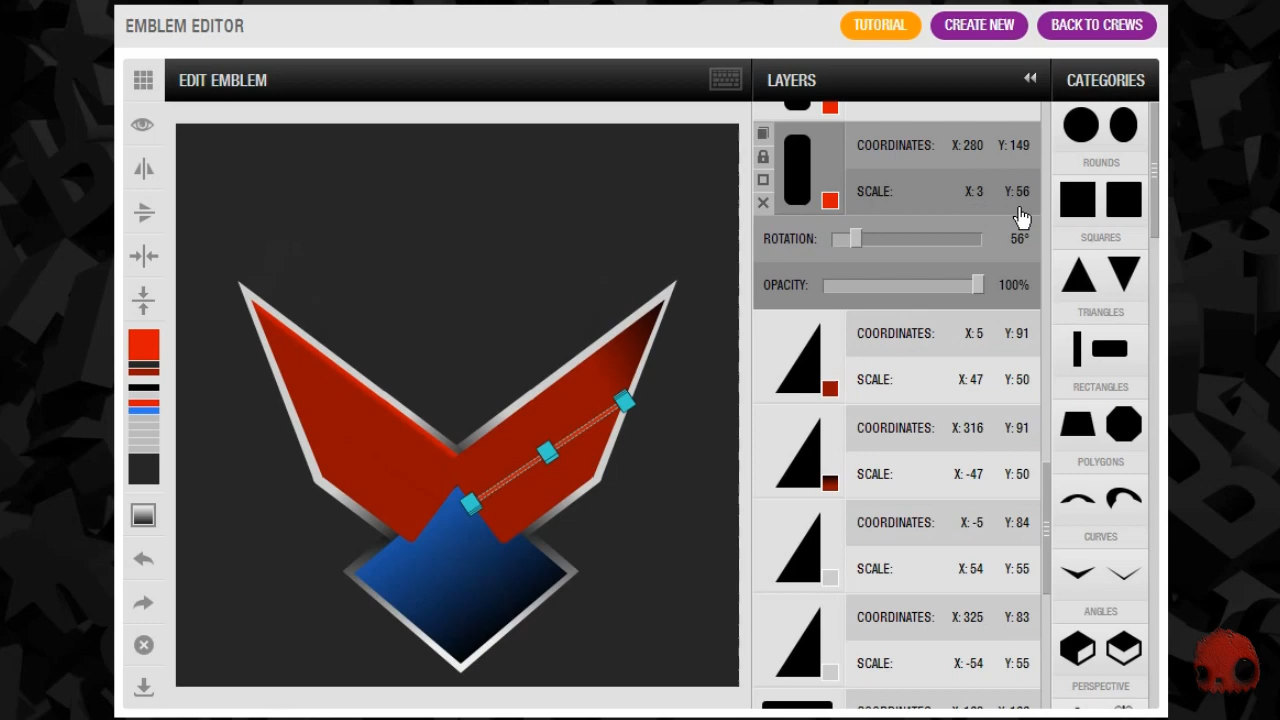 EMBLEM EDITOR
TUTORIAL
CREATE NEW
BACK TO CREWS
EDIT EMBLEM
LAYERS
CATEGORIES
COORDINATES: X: 280 Y: 149
SCALE: X: 3 Y: 56
ROTATION: 56°
OPACITY: 100%
COORDINATES: X: 5 Y: 91
SCALE: X: 47 Y: 50
COORDINATES: X: 316 Y: 91
SCALE: X: -47 Y: 50
COORDINATES: X: -5 Y: 84
SCALE: X: 54 Y: 55
COORDINATES: X: 325 Y: 83
SCALE: X: -54 Y: 55
ROUNDS
SQUARES
TRIANGLES
RECTANGLES
POLYGONS
CURVES
ANGLES
PERSPECTIVE